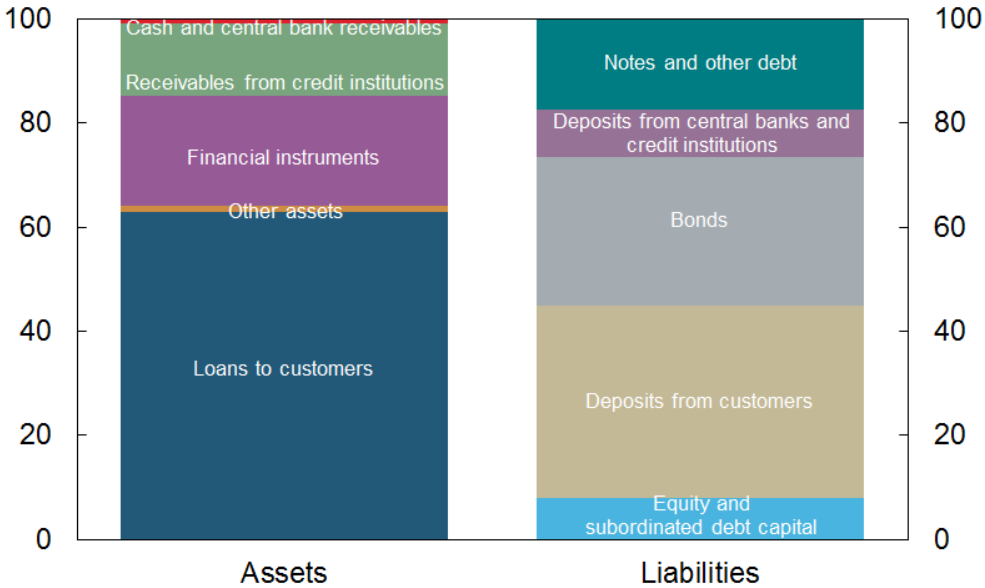 100
80
60
40
20
0
Cash and central bank receivables
Receivables from credit institutions
Financial instruments
Other assets
Loans to customers
Notes and other debt
Deposits from central banks and
credit institutions
Bonds
Deposits from customers
Equity and
subordinated debt capital
100
80
60
40
20
0
Assets
Liabilities